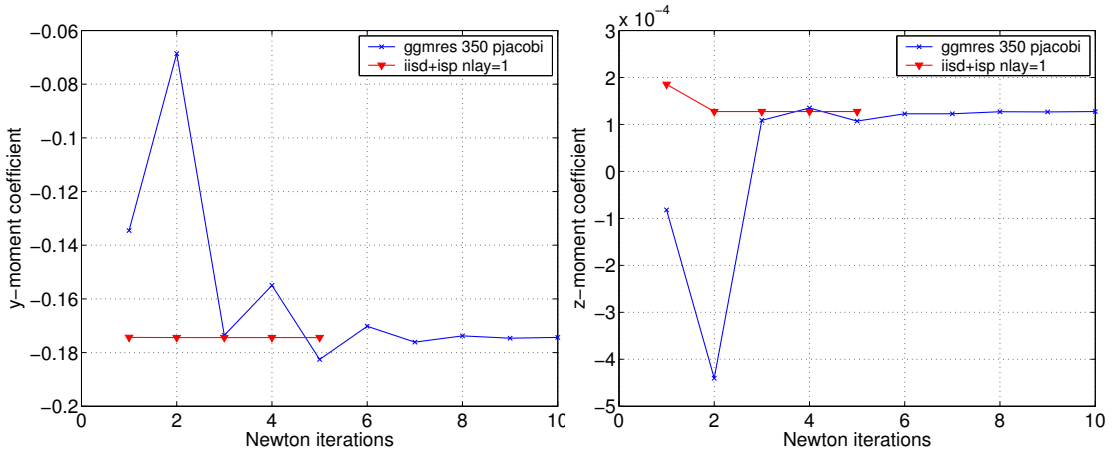 −0.06
−0.08
−0.1
−0.12
−0.14
−0.16
−0.18
−0.2
y−moment coefficient
0 2 4 6 8 10
Newton iterations
ggmres 350 pjacobi
iisd+isp nlay=1
x 10−4
3
2
1
0
−1
−2
−3
−4
−5
z−moment coefficient
0 2 4 6 8 10
Newton iterations
ggmres 350 pjacobi
iisd+isp nlay=1